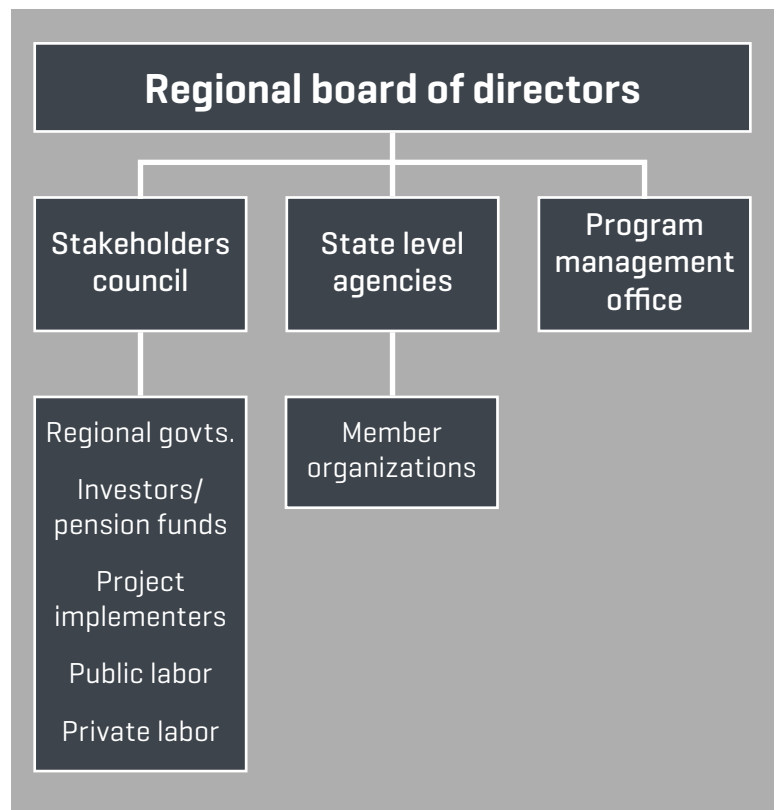 Regional board of directors
Stakeholders
council
State level
agencies
Program
management
office
Regional govts.
Investors/
pension funds
Project
implementers
Public labor
Private labor
Member
organizations